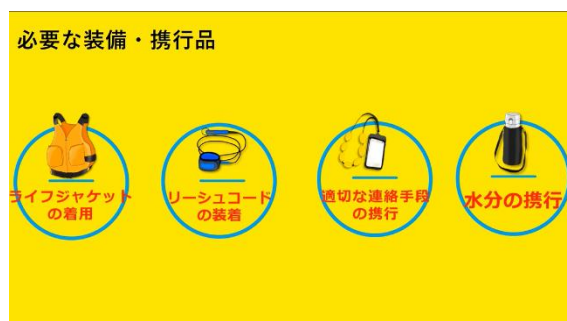 必要な装備・携行品
ライフジャケット
の着用
リーシュコード
の装着
適切な連絡手段
の携行
水分の携行